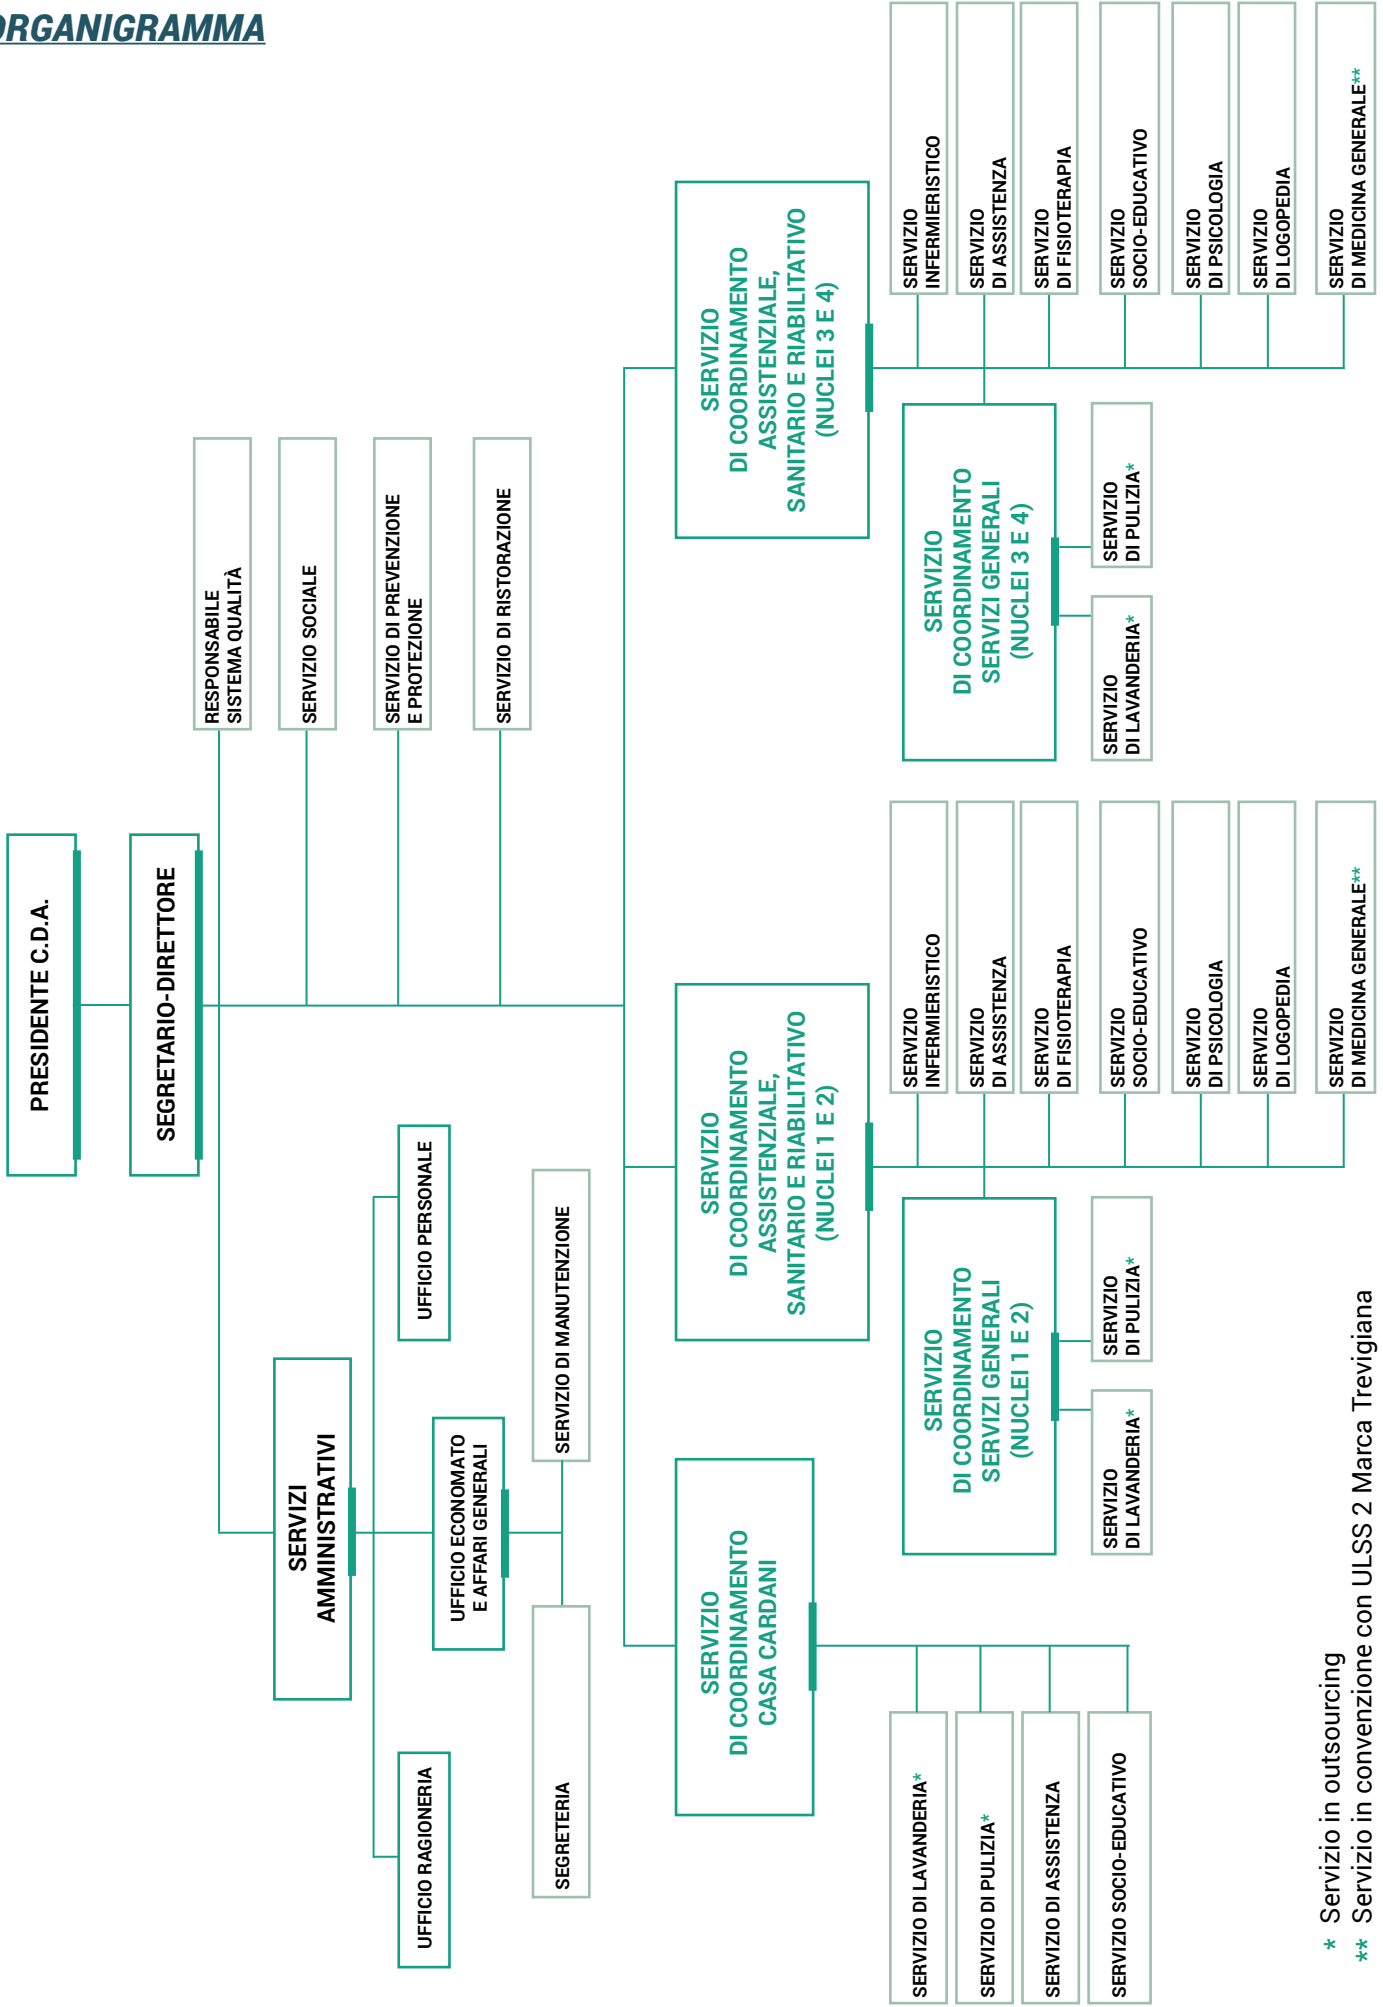 ORGANIGRAMMA
PRESIDENTE C.D.A.
SEGRETARIO-DIRETTORE
RESPONSABILE
SISTEMA QUALITÀ
SERVIZIO SOCIALE
SERVIZIO DI PREVENZIONE
E PROTEZIONE
SERVIZIO DI RISTORAZIONE
SERVIZI
AMMINISTRATIVI
UFFICIO RAGIONERIA
UFFICIO ECONOMATO
E AFFARI GENERALI
UFFICIO PERSONALE
SEGRETERIA
SERVIZIO DI MANUTENZIONE
SERVIZIO
DI COORDINAMENTO
CASA CARDANI
SERVIZIO DI LAVANDERIA*
SERVIZIO DI PULIZIA*
SERVIZIO DI ASSISTENZA
SERVIZIO SOCIO-EDUCATIVO
SERVIZIO
DI COORDINAMENTO
ASSISTENZIALE,
SANITARIO E RIABILITATIVO
(NUCLEI 1 E 2)
SERVIZIO
INFERMIERISTICO
SERVIZIO
DI ASSISTENZA
SERVIZIO
DI FISIOTERAPIA
SERVIZIO
SOCIO-EDUCATIVO
SERVIZIO
DI PSICOLOGIA
SERVIZIO
DI LOGOPEDIA
SERVIZIO
DI MEDICINA GENERALE**
SERVIZIO
DI COORDINAMENTO
SERVIZI GENERALI
(NUCLEI 1 E 2)
SERVIZIO
DI LAVANDERIA*
SERVIZIO
DI PULIZIA*
SERVIZIO
DI COORDINAMENTO
ASSISTENZIALE,
SANITARIO E RIABILITATIVO
(NUCLEI 3 E 4)
SERVIZIO
INFERMIERISTICO
SERVIZIO
DI ASSISTENZA
SERVIZIO
DI FISIOTERAPIA
SERVIZIO
SOCIO-EDUCATIVO
SERVIZIO
DI PSICOLOGIA
SERVIZIO
DI LOGOPEDIA
SERVIZIO
DI MEDICINA GENERALE**
SERVIZIO
DI COORDINAMENTO
SERVIZI GENERALI
(NUCLEI 3 E 4)
SERVIZIO
DI LAVANDERIA*
SERVIZIO
DI PULIZIA*
* Servizio in outsourcing
** Servizio in convenzione con ULSS 2 Marca Trevigiana